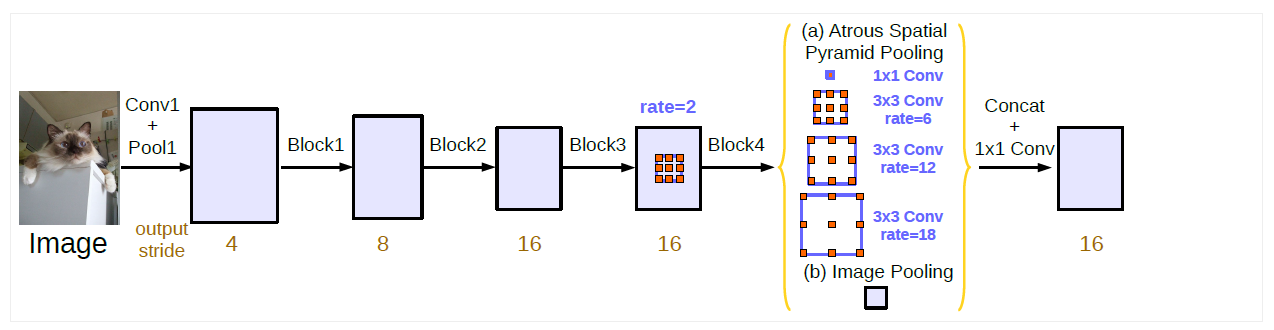 Image
Conv1
+
Pool1
output
stride
4
Block1
8
Block2
16
Block3
rate=2
16
Block4
(a) Atrous Spatial
Pyramid Pooling
1x1 Conv
3x3 Conv
rate=6
3x3 Conv
rate=12
3x3 Conv
rate=18
(b) Image Pooling
Concat
+
1x1 Conv
16